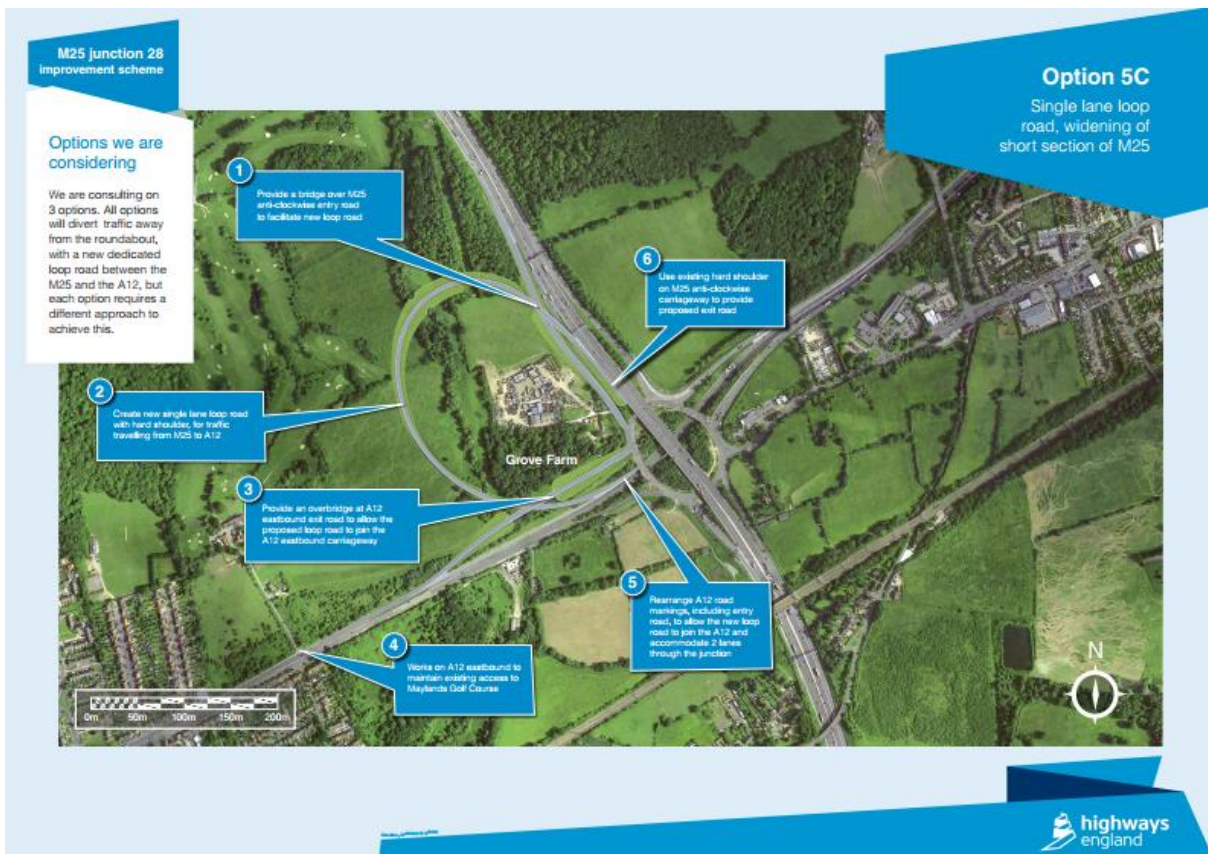 M25 junction 28
improvement scheme
Option 5C
Single lane loop
road, widening of
short section of M25
Options we are
considering
We are consulting on
3 options. All options
will divert traffic away
from the roundabout,
with a new dedicated
loop road between the
M25 and the A12, but
each option requires a
different approach to
achieve this.
1
Provide a bridge over M25
anti-clockwise entry road
to facilitate new loop road
6
Use existing hard shoulder
on M25 anti-clockwise
carriageway to provide
proposed exit road
2
Create new single lane loop road
with hard shoulder, for traffic
travelling from M25 to A12
Grove Farm
3
Provide an overbridge at A12
eastbound exit road to allow the
proposed loop road to join the
A12 eastbound carriageway
5
Rearrange A12 road
markings, including entry
road, to allow the new loop
road to join the A12 and
accommodate 2 lanes
through the junction
4
Works on A12 eastbound to
maintain existing access to
Maylands Golf Course
N
0m 50m 100m 150m 200m
highways
england